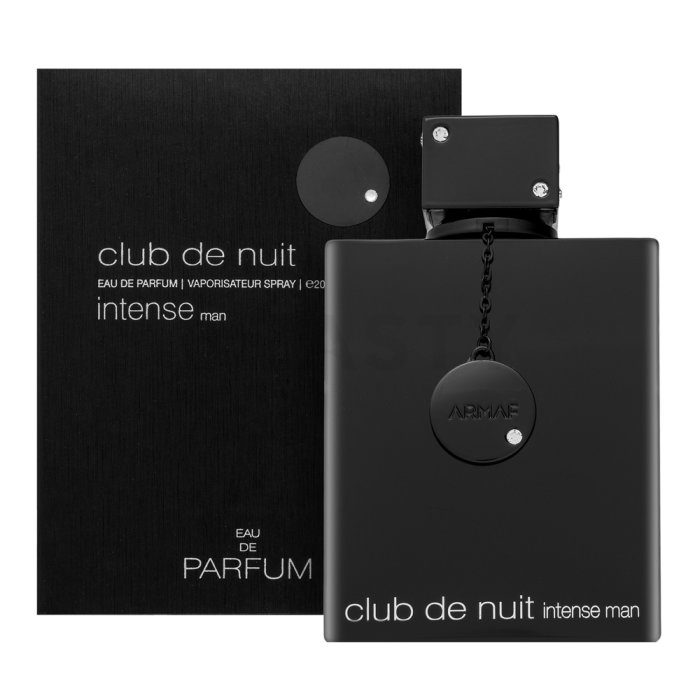 club de nuit
EAU DE PARFUM | VAPORISATEUR SPRAY | ℮20
intense man
EAU
DE
PARFUM
ARMAF
club de nuit intense man